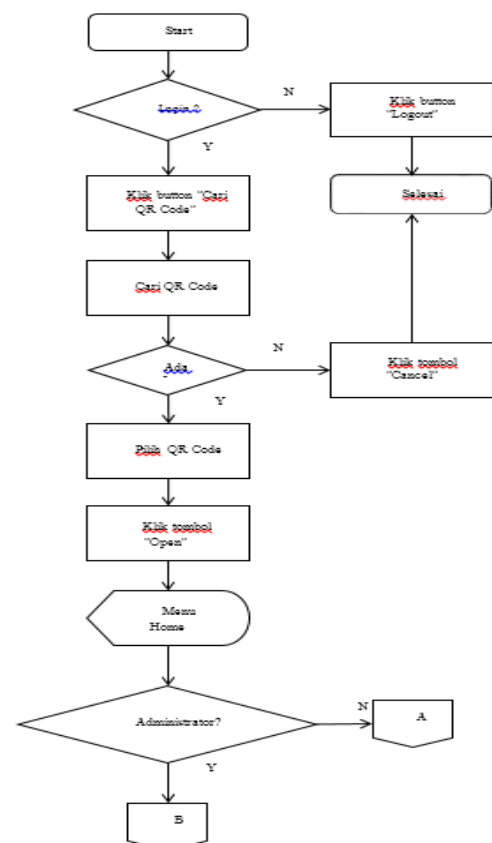 Start
Login ?
N
Klik button
"Logout"
Y
Klik button "Cari
QR Code"
Selesai
Cari QR Code
Ada
N
Klik tombol
"Cancel"
Y
Pilih QR Code
Klik tombol
"Open"
Menu
Home
Administrator?
N
A
Y
B